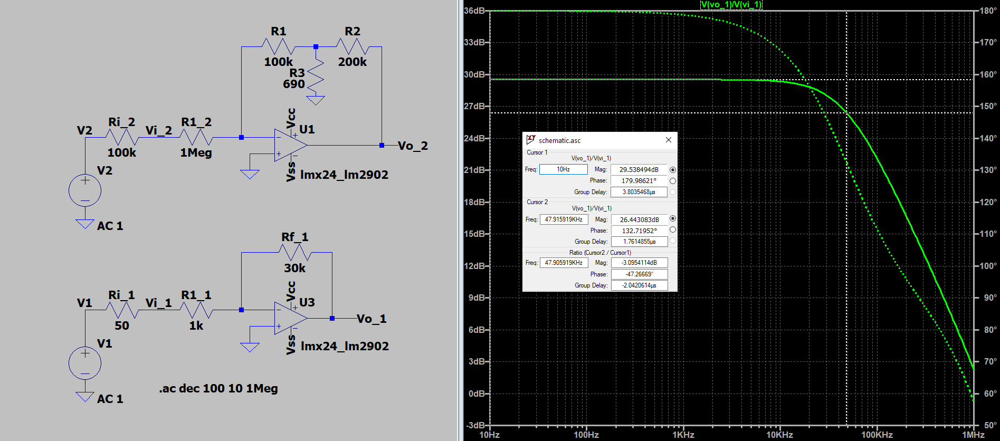 R1
R2
100k
200k
R3
690
Vcc
V2
Ri_2
Vi_2
R1_2
U1
100k
1Meg
Vo_2
V2
Vss
lmx24_lm2902
AC 1
Rf_1
30k
Vcc
V1
Ri_1
Vi_1
R1_1
U3
50
1k
Vo_1
V1
Vss
lmx24_lm2902
.ac dec 100 10 1Meg
AC 1
V(vo_1)/V(vi_1)
36dB
33dB
30dB
27dB
24dB
21dB
18dB
15dB
12dB
9dB
6dB
3dB
0dB
-3dB
180°
170°
160°
150°
140°
130°
120°
110°
100°
90°
80°
70°
60°
50°
10Hz
100Hz
1KHz
10KHz
100KHz
1MHz
schematic.asc
Cursor 1
V(vo_1)/V(vi_1)
Freq: 10Hz Mag: 29.538494dB
Phase: 179.98621°
Group Delay: 3.8035468µs
Cursor 2
V(vo_1)/V(vi_1)
Freq: 47.915919KHz Mag: 26.443083dB
Phase: 132.71952°
Group Delay: 1.7614855µs
Ratio (Cursor2 / Cursor1)
Freq: 47.905919KHz Mag: -3.0954114dB
Phase: -47.26669°
Group Delay: -2.0420614µs